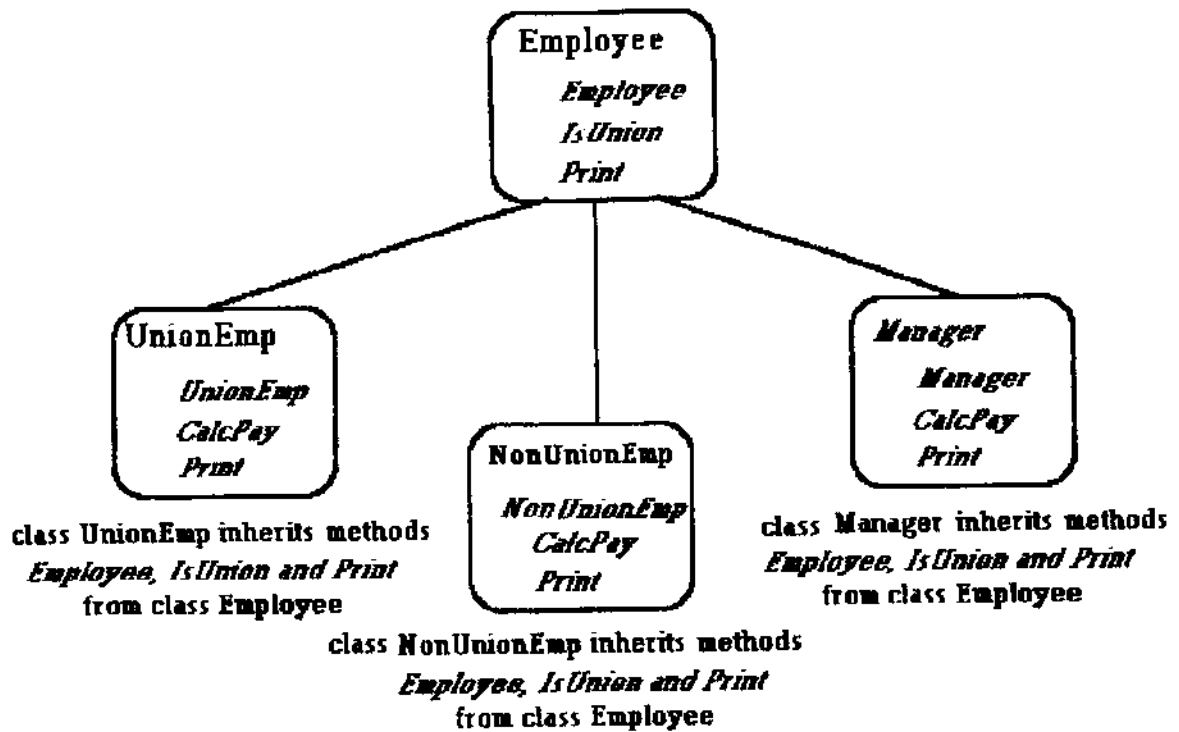 Employee
Employee
IsUnion
Print
UnionEmp
UnionEmp
CalcPay
Print
class UnionEmp inherits methods
Employee, IsUnion and Print
from class Employee
NonUnionEmp
NonUnionEmp
CalcPay
Print
class NonUnionEmp inherits methods
Employee, IsUnion and Print
from class Employee
Manager
Manager
CalcPay
Print
class Manager inherits methods
Employee, IsUnion and Print
from class Employee